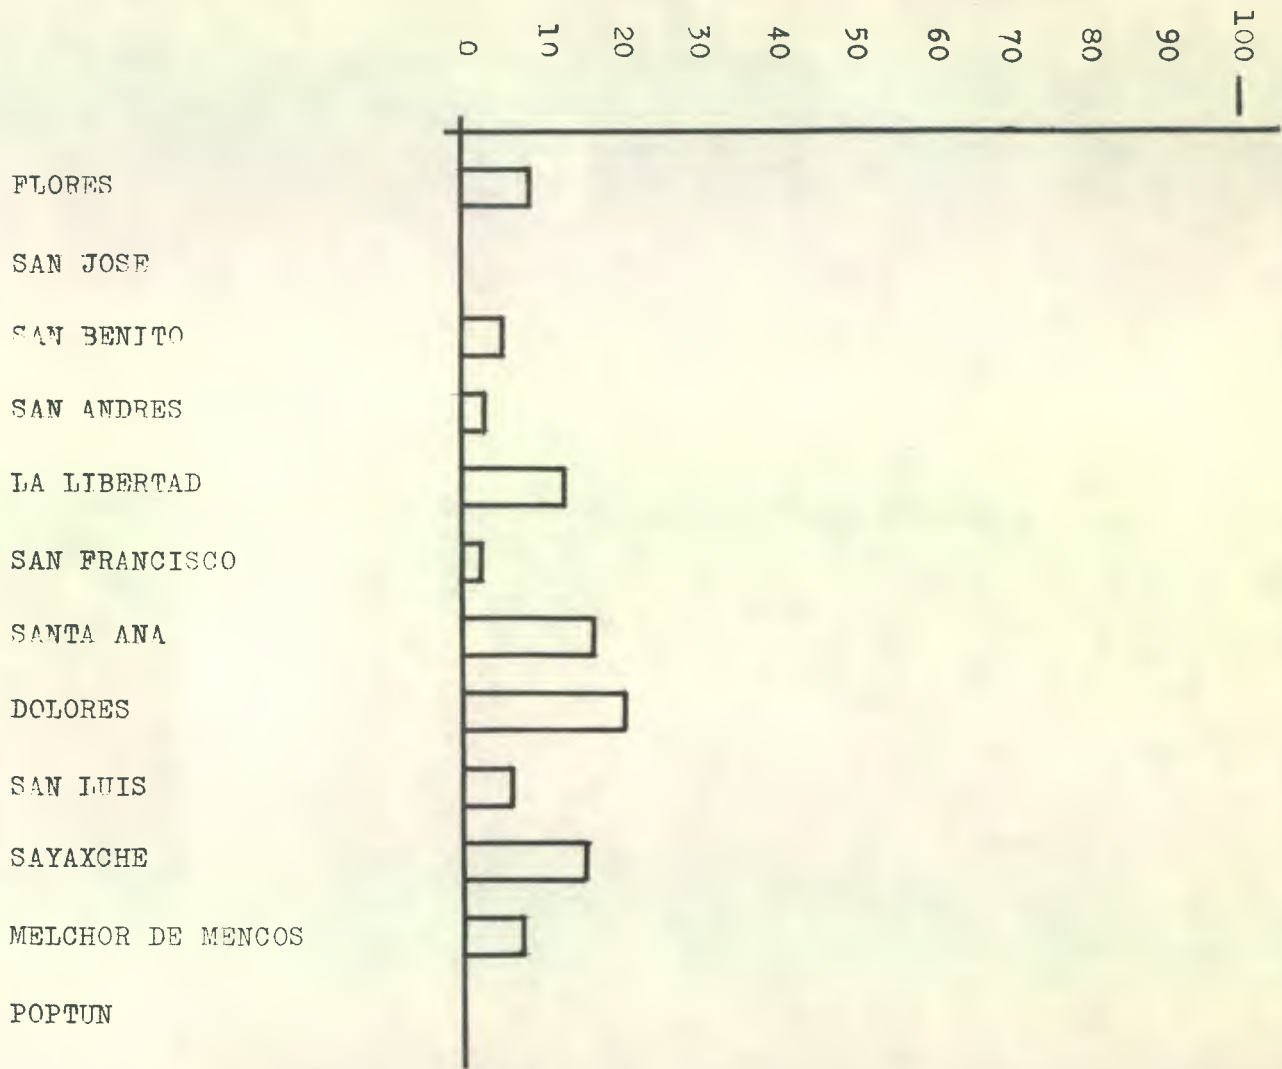 0
10
20
30
40
50
60
70
80
90
100
FLORES
SAN JOSE
SAN BENITO
SAN ANDRES
LA LIBERTAD
SAN FRANCISCO
SANTA ANA
DOLORES
SAN LUIS
SAYAXCHE
MELCHOR DE MENCOS
POPTUN